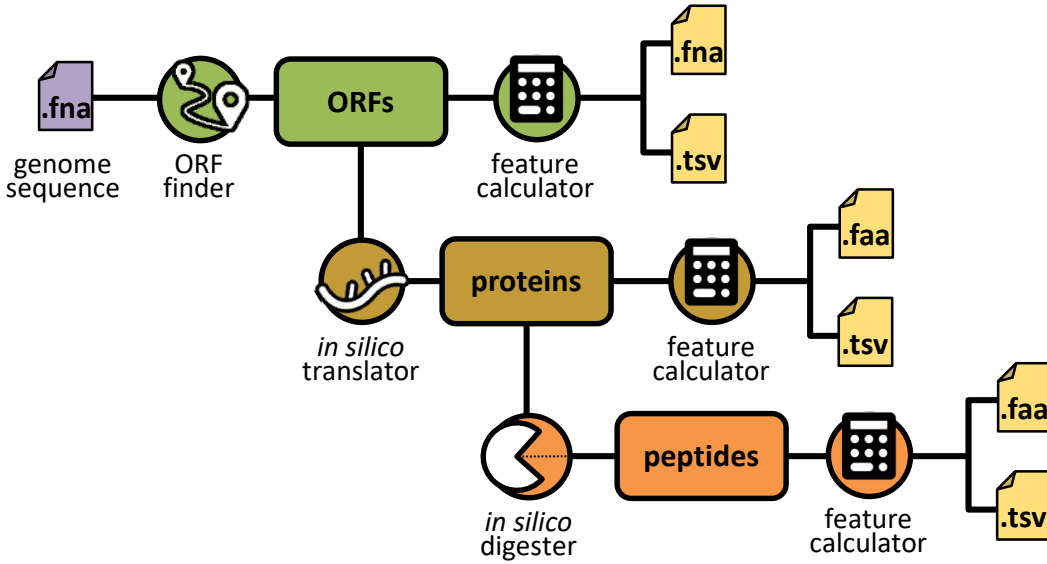 .fna
genome
sequence
ORF
finder
ORFs
feature
calculator
.fna
.tsv
in silico
translator
proteins
feature
calculator
.faa
.tsv
in silico
digester
peptides
feature
calculator
.faa
.tsv